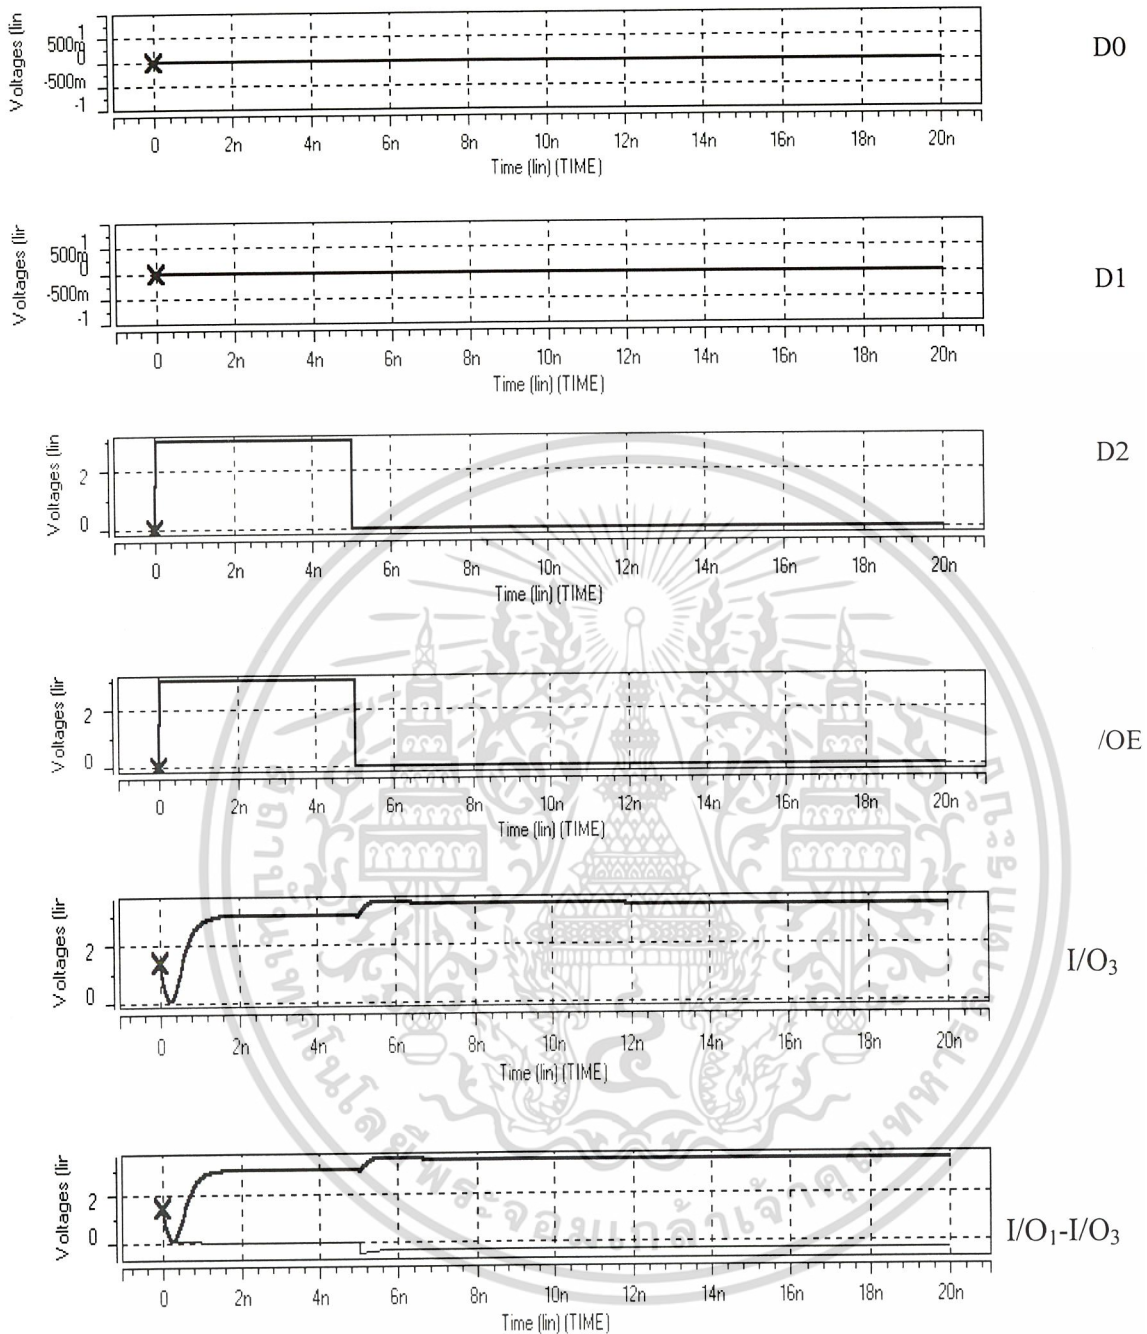 Voltages (lin
1
500m
0
-500m
-1
0 2n 4n 6n 8n 10n 12n 14n 16n 18n 20n
Time (lin) (TIME)
D0
Voltages (lir
1
500m
0
-500m
-1
0 2n 4n 6n 8n 10n 12n 14n 16n 18n 20n
Time (lin) (TIME)
D1
Voltages (lin
2
0
0 2n 4n 6n 8n 10n 12n 14n 16n 18n 20n
Time (lin) (TIME)
D2
Voltages (lir
2
0
0 2n 4n 6n 8n 10n 12n 14n 16n 18n 20n
Time (lin) (TIME)
/OE
Voltages (lir
2
0
0 2n 4n 6n 8n 10n 12n 14n 16n 18n 20n
Time (lin) (TIME)
I/O₃
Voltages (lir
2
0
0 2n 4n 6n 8n 10n 12n 14n 16n 18n 20n
Time (lin) (TIME)
I/O₁-I/O₃